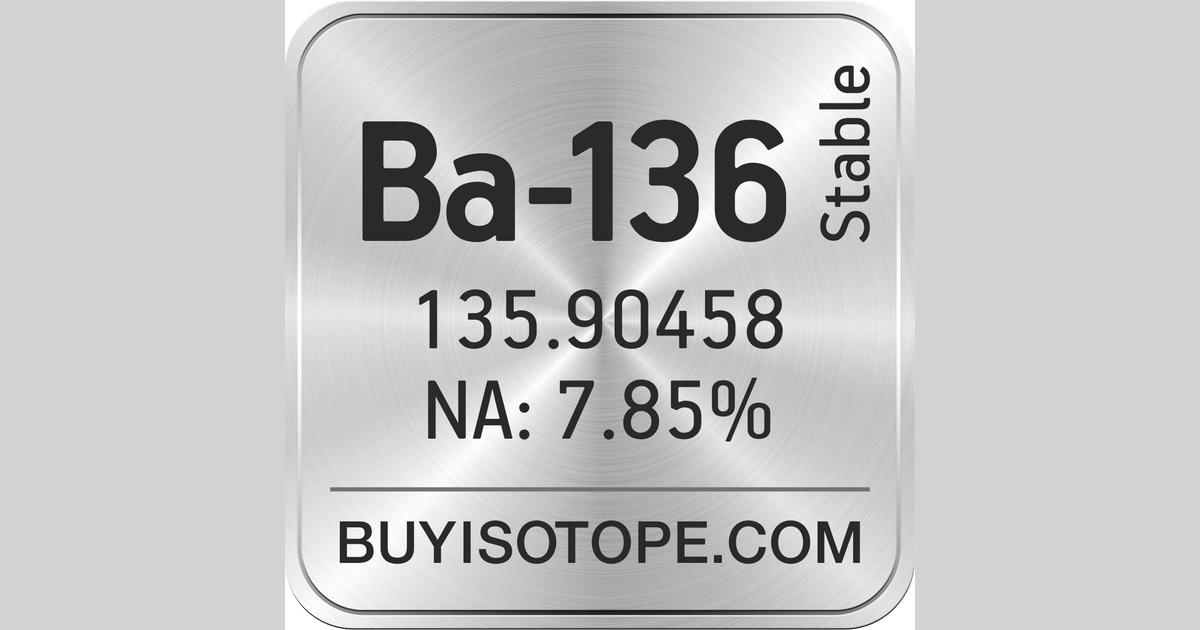 Ba-136
Stable
135.90458
NA: 7.85%
BUYISOTOPE.COM